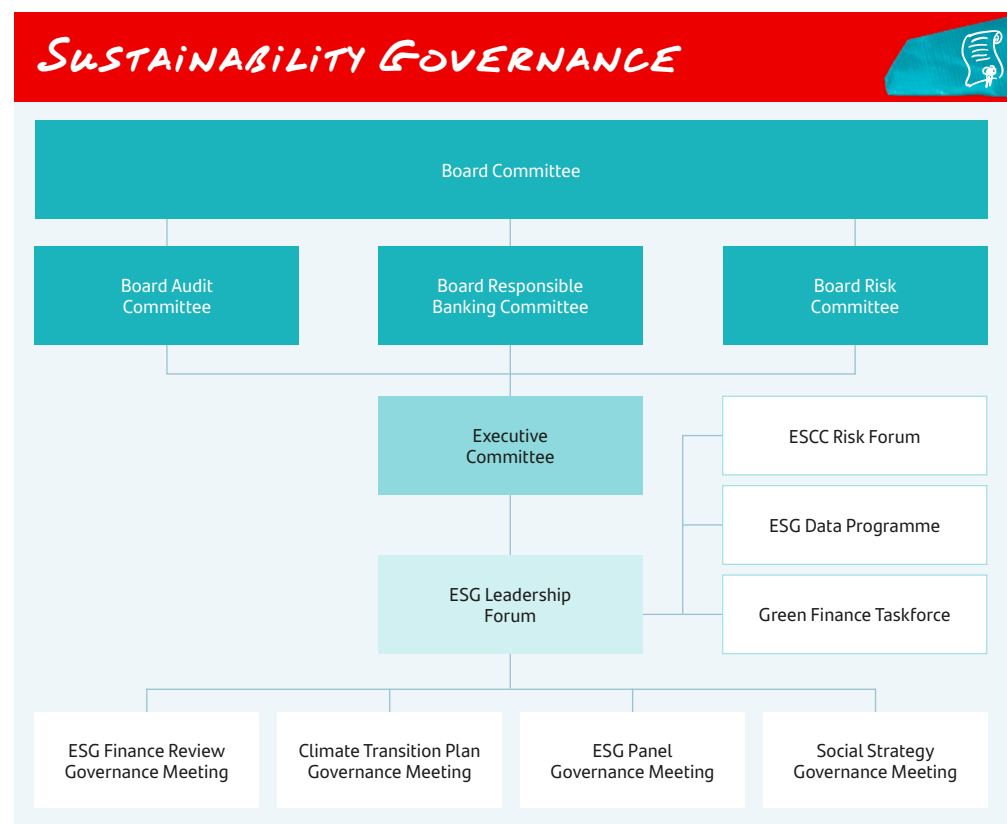 SUSTAINABILITY GOVERNANCE
Board Committee
Board Audit
Committee
Board Responsible
Banking Committee
Board Risk
Committee
Executive
Committee
ESCC Risk Forum
ESG Data Programme
ESG Leadership
Forum
Green Finance Taskforce
ESG Finance Review
Governance Meeting
Climate Transition Plan
Governance Meeting
ESG Panel
Governance Meeting
Social Strategy
Governance Meeting